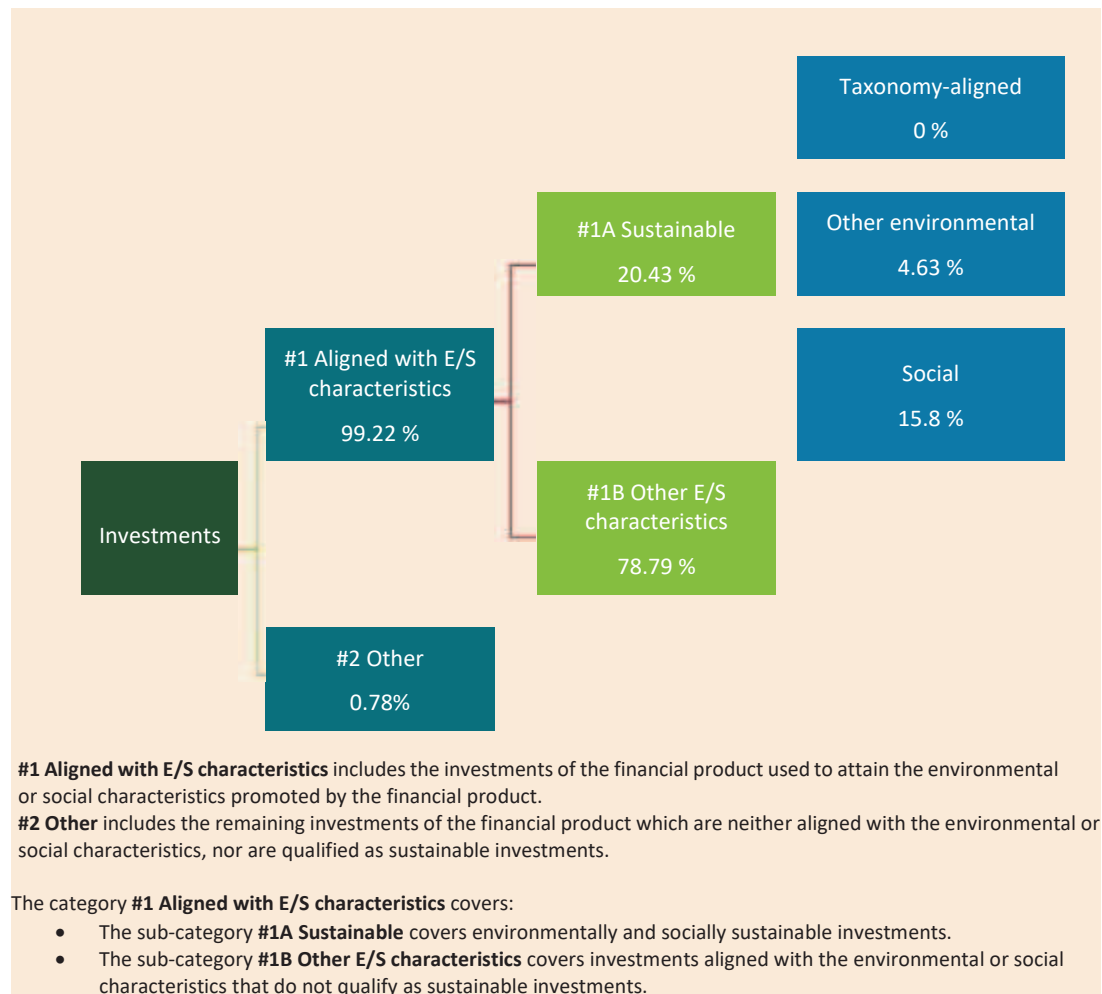 Taxonomy-aligned
0 %
#1A Sustainable
20.43 %
Other environmental
4.63 %
#1 Aligned with E/S
characteristics
99.22 %
Social
15.8 %
Investments
#1B Other E/S
characteristics
78.79 %
#2 Other
0.78%
#1 Aligned with E/S characteristics includes the investments of the financial product used to attain the environmental
or social characteristics promoted by the financial product.
#2 Other includes the remaining investments of the financial product which are neither aligned with the environmental or
social characteristics, nor are qualified as sustainable investments.
The category #1 Aligned with E/S characteristics covers:
• The sub-category #1A Sustainable covers environmentally and socially sustainable investments.
• The sub-category #1B Other E/S characteristics covers investments aligned with the environmental or social
characteristics that do not qualify as sustainable investments.